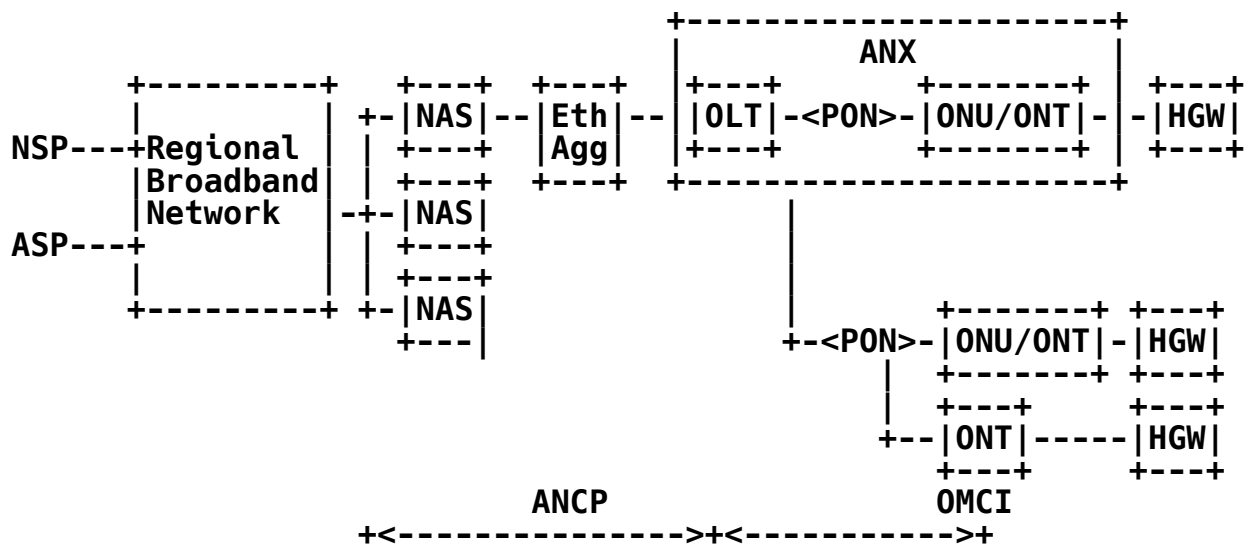 +-----------------------+
                                            |          ANX          |
        +---------+    +---+  +---+  |+---+       +-------+ | +---+
        |         |  +-|NAS|--|Eth|--||OLT|-<PON>-|ONU/ONT|-|-|HGW|
NSP---+Regional |  | +---+  |Agg|  |+---+       +-------+ | +---+
        |Broadband|  | +---+  +---+  +-----------------------+
        |Network  |-+-|NAS|                  |
ASP---+         |  | +---+                  |
        |         |  | +---+                  |
        +---------+  +-|NAS|                  |       +-------+ +---+
                       +---|                  +-<PON>-|ONU/ONT|-|HGW|
                                                    |  +-------+ +---+
                                                    |  +---+     +---+
                                                    +--|ONT|-----|HGW|
                                                       +---+     +---+
                              ANCP                     OMCI
                     +<--------------->+<----------->+